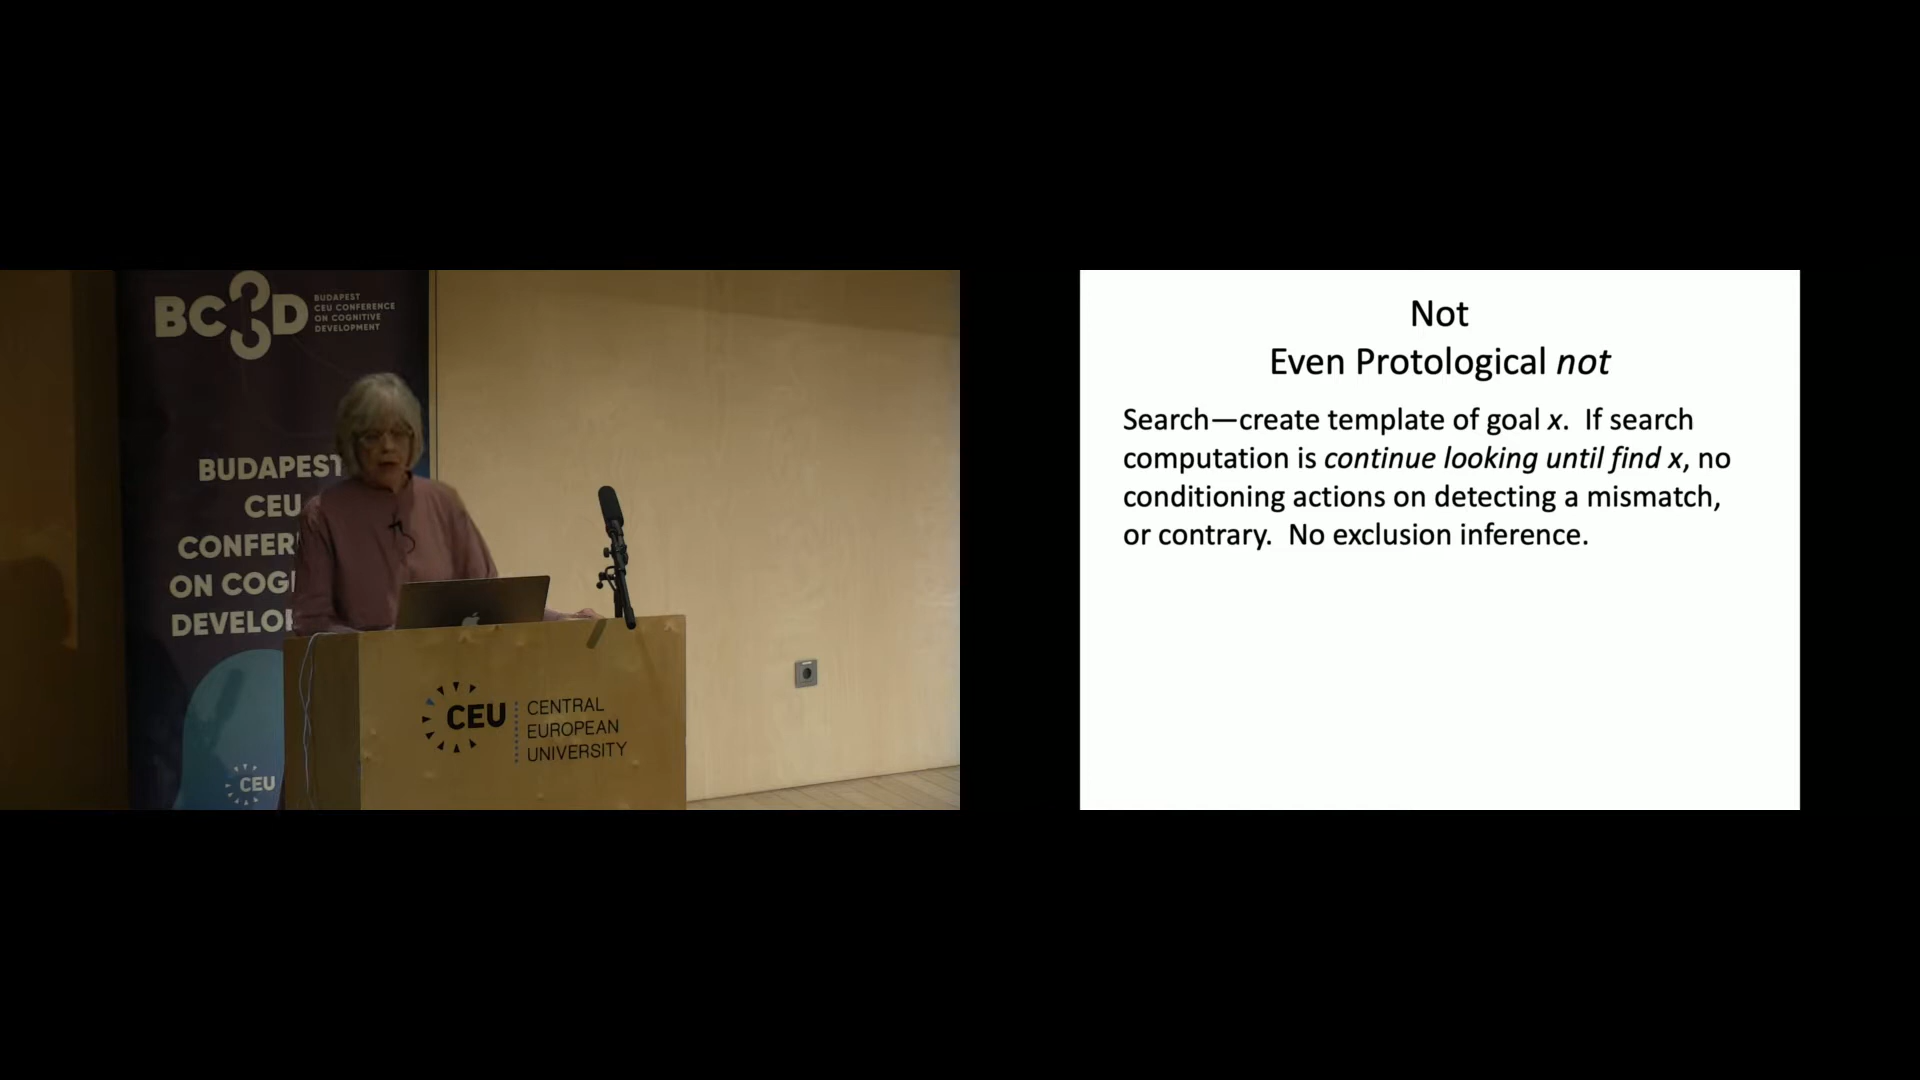 BC3D
BUDAPEST
CEU CONFERENCE
ON COGNITIVE
DEVELOPMENT
BUDAPEST
CEU
CONFER
ON COGI
DEVELO
CEU
CEU
CENTRAL
EUROPEAN
UNIVERSITY
Not
Even Protological not
Search—create template of goal x.  If search
computation is continue looking until find x, no
conditioning actions on detecting a mismatch,
or contrary.  No exclusion inference.